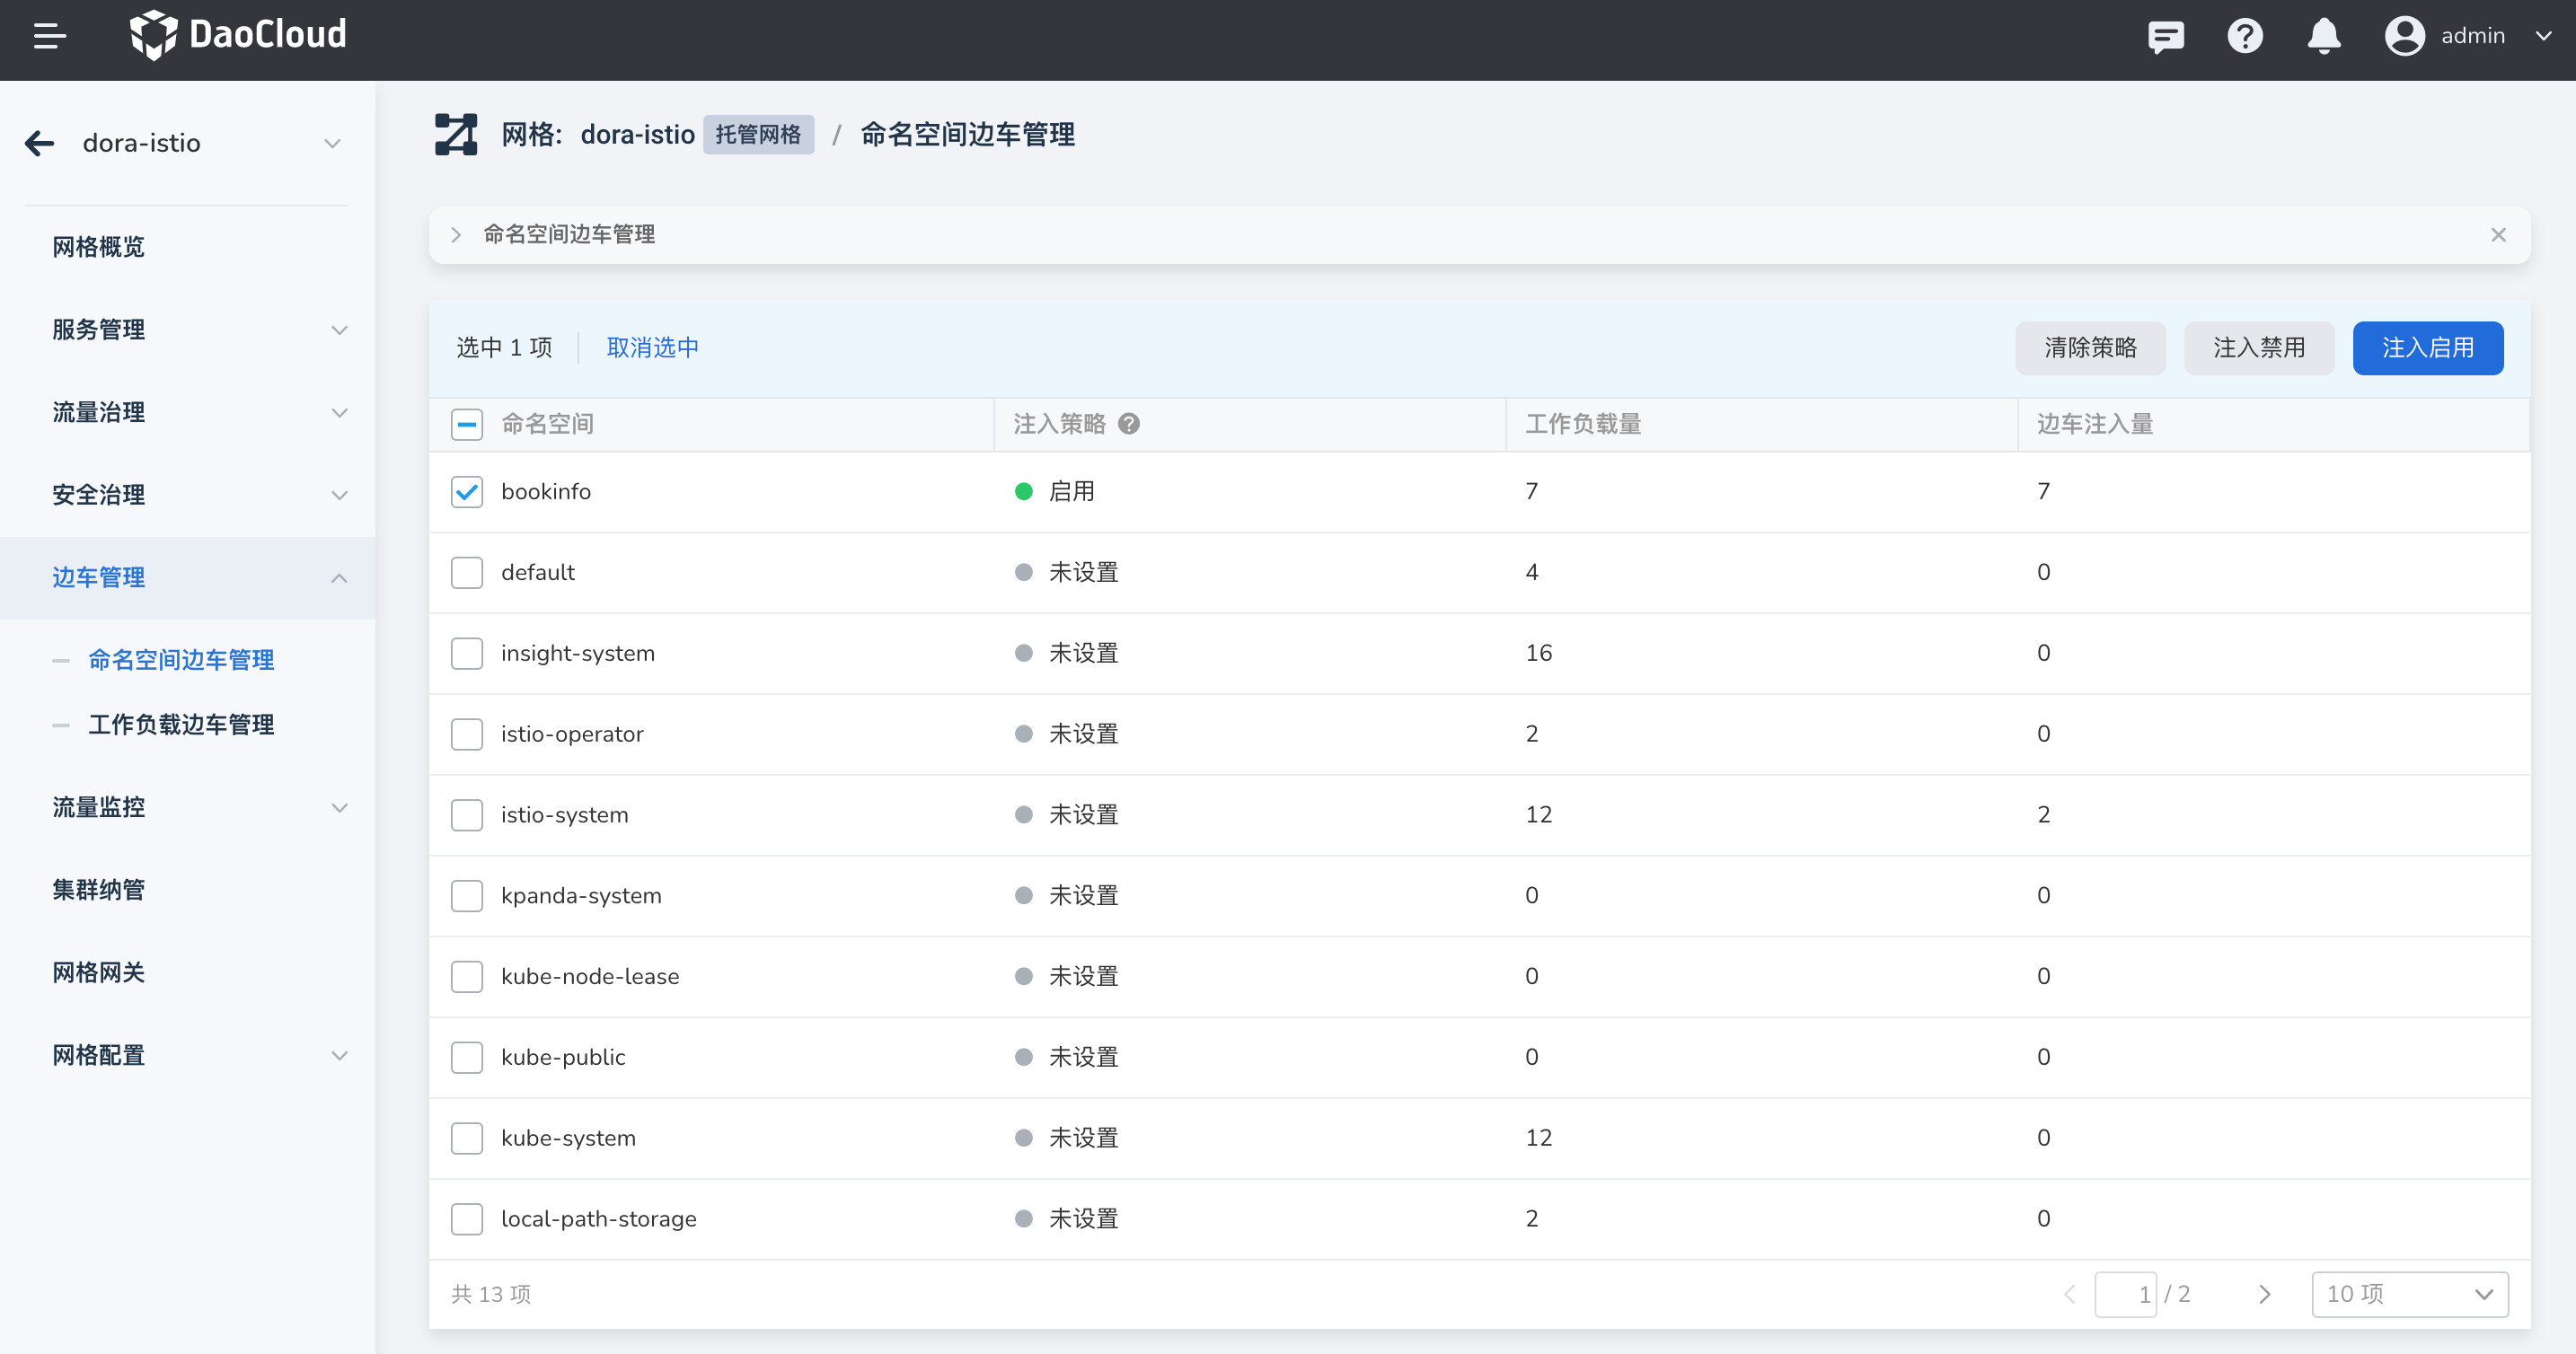 DaoCloud
admin
dora-istio
网格概览
服务管理
流量治理
安全治理
边车管理
命名空间边车管理
工作负载边车管理
流量监控
集群纳管
网格网关
网格配置
网格: dora-istio 托管网格 / 命名空间边车管理
命名空间边车管理
选中 1 项 取消选中 清除策略 注入禁用 注入启用
命名空间 注入策略 ? 工作负载量 边车注入量
bookinfo 启用 7 7
default 未设置 4 0
insight-system 未设置 16 0
istio-operator 未设置 2 0
istio-system 未设置 12 2
kpanda-system 未设置 0 0
kube-node-lease 未设置 0 0
kube-public 未设置 0 0
kube-system 未设置 12 0
local-path-storage 未设置 2 0
共 13 项 1 / 2 10 项